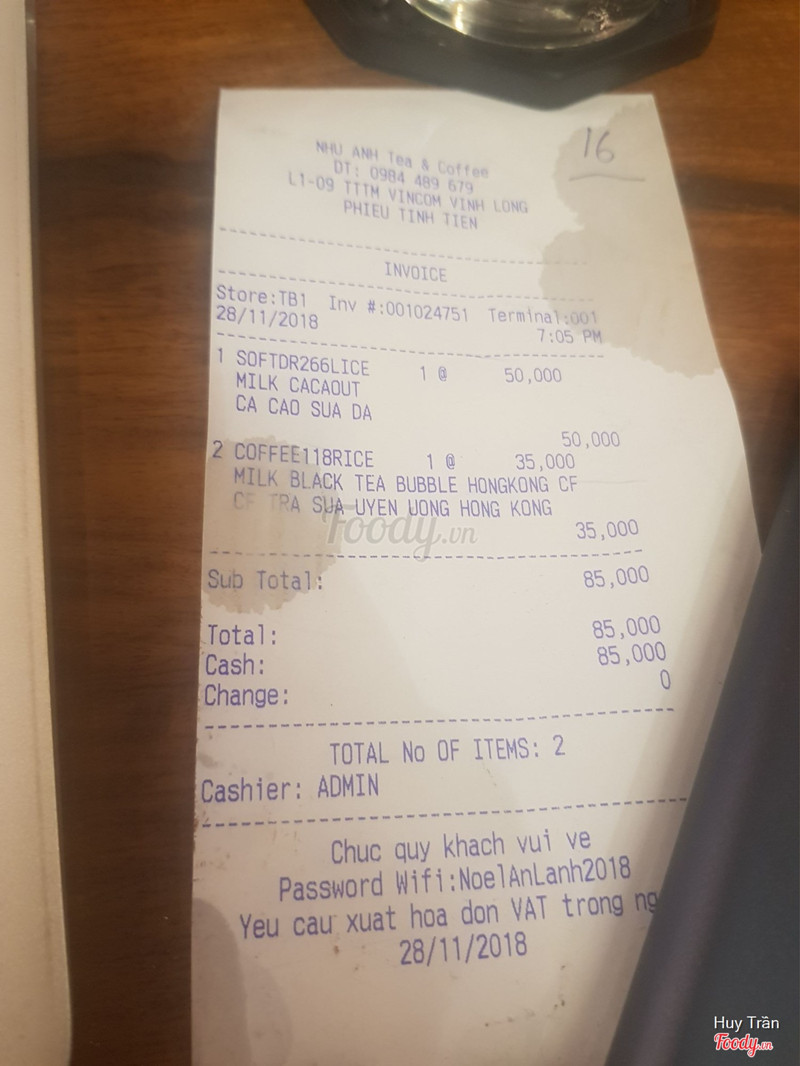 16
NHU ANH Tea & Coffee
DT: 0984 489 679
L1-09 TTTM VINCOM VINH LONG
PHIEU TINH TIEN
INVOICE
Store:TB1 Inv #:001024751 Terminal:001
28/11/2018 7:05 PM
1 SOFTDR266LICE 1 @ 50,000
MILK CACAOUT
CA CAO SUA DA
50,000
2 COFFEE118RICE 1 @ 35,000
MILK BLACK TEA BUBBLE HONGKONG CF
CF TRA SUA UYEN UONG HONG KONG
35,000
Foody.vn
Sub Total: 85,000
Total: 85,000
Cash: 85,000
Change: 0
TOTAL No OF ITEMS: 2
Cashier: ADMIN
Chuc quy khach vui ve
Password Wifi:NoelAnLanh2018
Yeu cau xuat hoa don VAT trong ng
28/11/2018
Huy Trần
Foody.vn